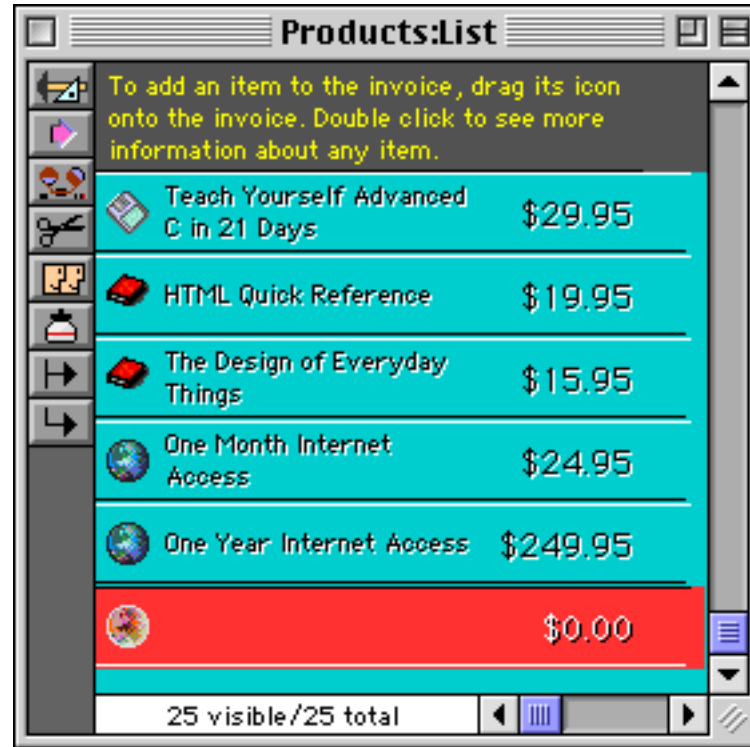 Products:List
To add an item to the invoice, drag its icon
onto the invoice. Double click to see more
information about any item.
Teach Yourself Advanced
C in 21 Days
$29.95
HTML Quick Reference
$19.95
The Design of Everyday
Things
$15.95
One Month Internet
Access
$24.95
One Year Internet Access
$249.95
$0.00
25 visible/25 total